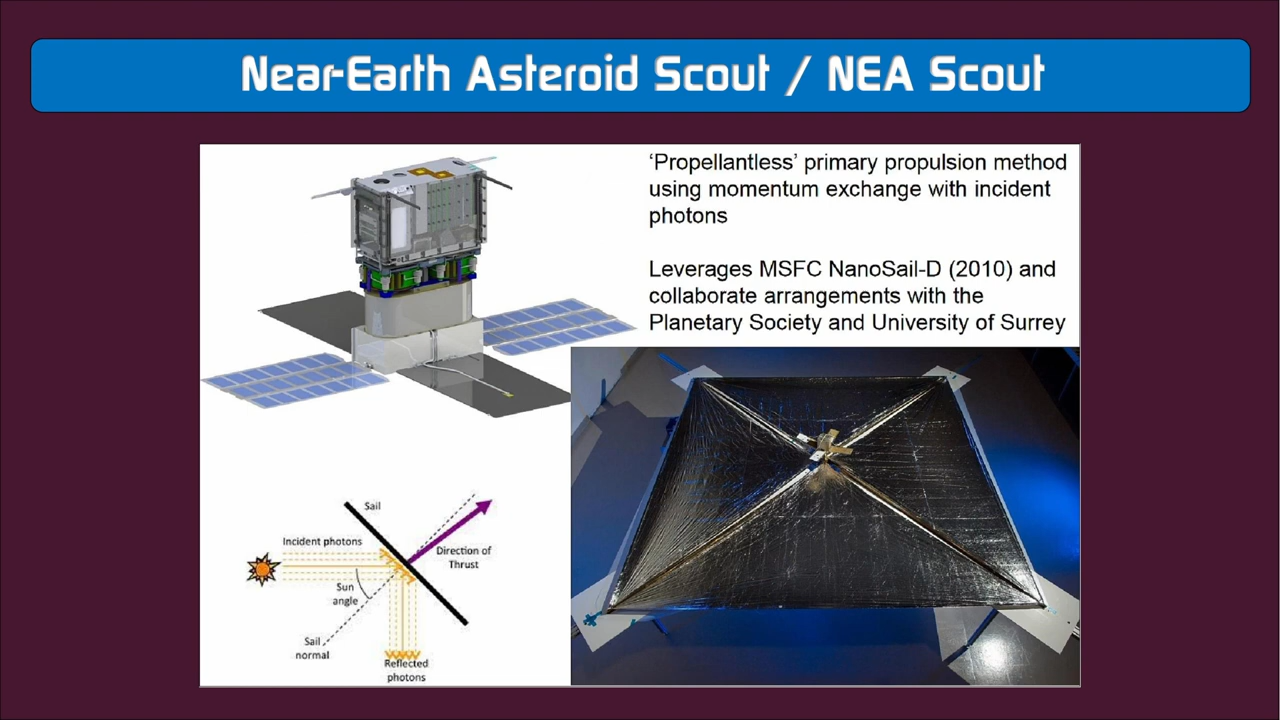 Near-Earth Asteroid Scout / NEA Scout
‘Propellantless’ primary propulsion method
using momentum exchange with incident
photons
Leverages MSFC NanoSail-D (2010) and
collaborate arrangements with the
Planetary Society and University of Surrey
Sail
Incident photons
Direction of
Thrust
Sun
angle
Sail
normal
Reflected
photons